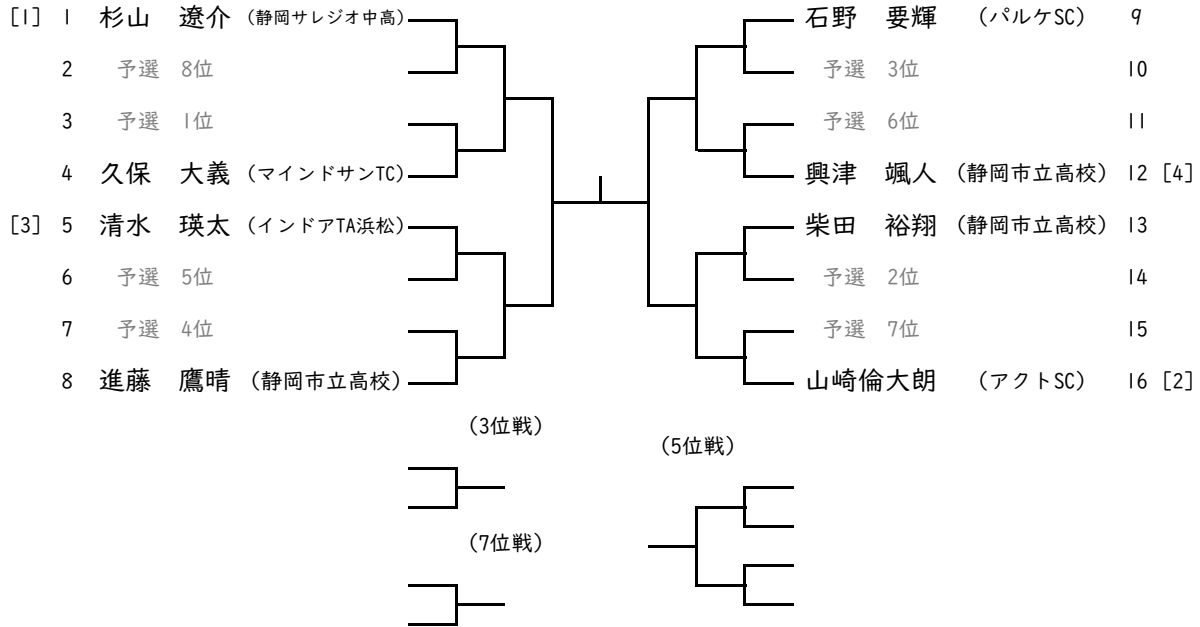 [1] 1 杉山 遼介 (静岡サレジオ中高)
2 予選 8位
3 予選 1位
4 久保 大義 (マインドサンTC)
[3] 5 清水 瑛太 (インドアTA浜松)
6 予選 5位
7 予選 4位
8 進藤 鷹晴 (静岡市立高校)
石野 要輝 (パルケSC) 9
予選 3位 10
予選 6位 11
興津 颯人 (静岡市立高校) 12 [4]
柴田 裕翔 (静岡市立高校) 13
予選 2位 14
予選 7位 15
山崎倫大朗 (アクトSC) 16 [2]
(3位戦)
(5位戦)
(7位戦)